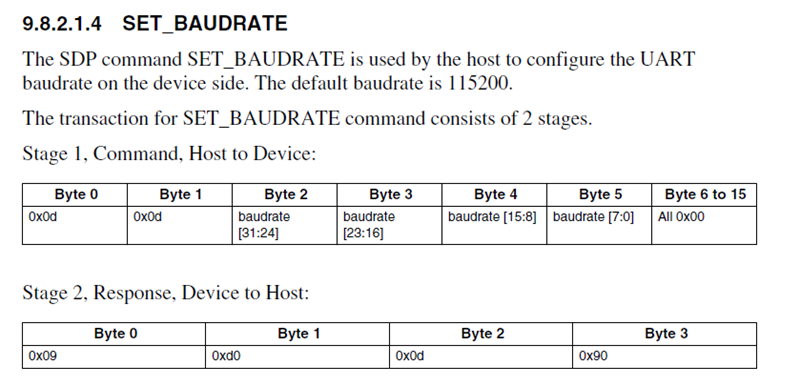 9.8.2.1.4 SET_BAUDRATE
The SDP command SET_BAUDRATE is used by the host to configure the UART
baudrate on the device side. The default baudrate is 115200.
The transaction for SET_BAUDRATE command consists of 2 stages.
Stage 1, Command, Host to Device:
Byte 0 Byte 1 Byte 2 Byte 3 Byte 4 Byte 5 Byte 6 to 15
0x0d 0x0d baudrate baudrate baudrate [15:8] baudrate [7:0] All 0x00
[31:24] [23:16]
Stage 2, Response, Device to Host:
Byte 0 Byte 1 Byte 2 Byte 3
0x09 0xd0 0x0d 0x90